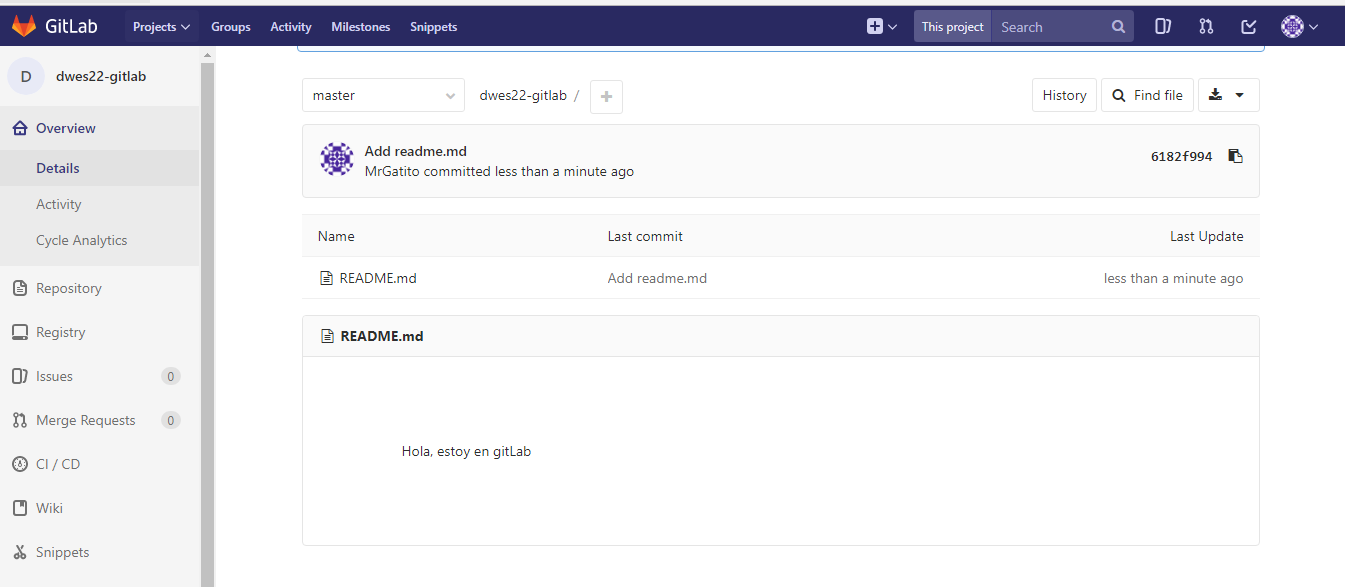 GitLab Projects Groups Activity Milestones Snippets This project Search
D dwes22-gitlab
Overview
Details
Activity
Cycle Analytics
Repository
Registry
Issues 0
Merge Requests 0
CI / CD
Wiki
Snippets
master dwes22-gitlab / + History Find file
Add readme.md
MrGatito committed less than a minute ago
6182f994
Name Last commit Last Update
README.md Add readme.md less than a minute ago
README.md
Hola, estoy en gitLab